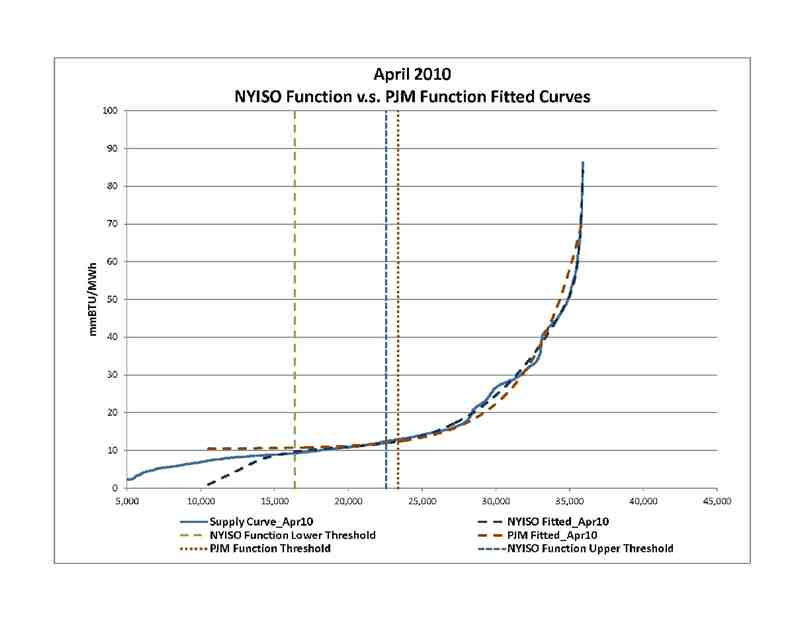 April 2010
NYISO Function v.s. PJM Function Fitted Curves
100
90
80
70
60
50
40
30
20
10
0
mmBTU/MWh
5,000 10,000 15,000 20,000 25,000 30,000 35,000 40,000 45,000
Supply Curve_Apr10 NYISO Fitted_Apr10
NYISO Function Lower Threshold PJM Fitted_Apr10
PJM Function Threshold NYISO Function Upper Threshold